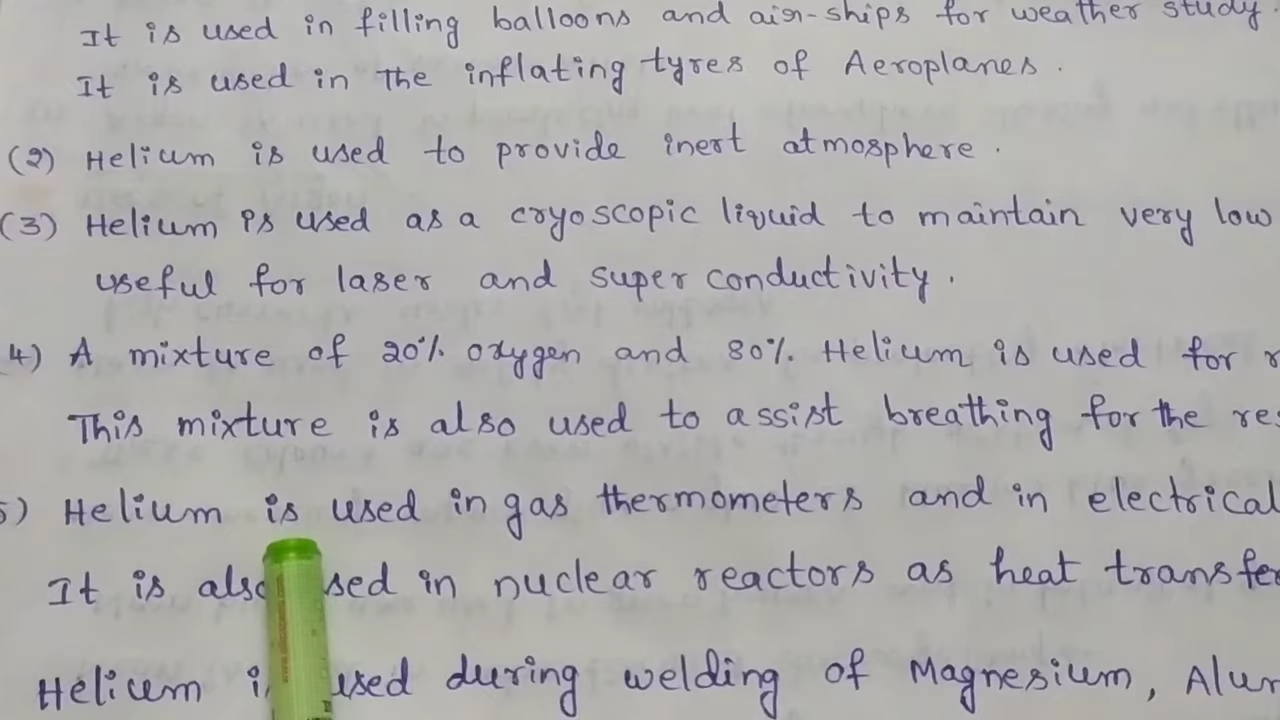 It is used in filling balloons and air-ships for weather study.
It is used in the inflating tyres of Aeroplanes.
(2) Helium is used to provide inert atmosphere.
(3) Helium is used as a cryoscopic liquid to maintain very low
useful for laser and super conductivity.
4) A mixture of 20% oxygen and 80% Helium is used for r
This mixture is also used to assist breathing for the res
5) Helium is used in gas thermometers and in electrical
It is also used in nuclear reactors as heat transfer
Helium is used during welding of Magnesium, Alum